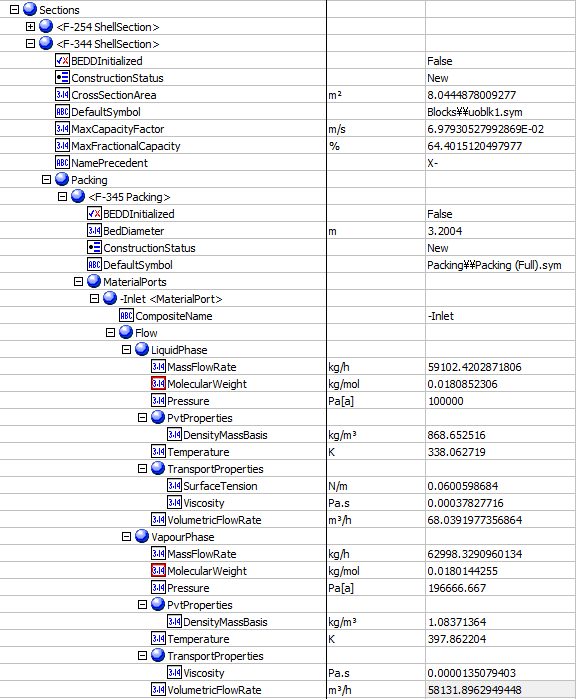 Sections
<F-254 ShellSection>
<F-344 ShellSection>
BEDDInitialized False
ConstructionStatus New
CrossSectionArea m² 8.0444878009277
DefaultSymbol Blocks¥¥uoblk1.sym
MaxCapacityFactor m/s 6.97930527992869E-02
MaxFractionalCapacity % 64.4015120497977
NamePrecedent X-
Packing
<F-345 Packing>
BEDDInitialized False
BedDiameter m 3.2004
ConstructionStatus New
DefaultSymbol Packing¥¥Packing (Full).sym
MaterialPorts
-Inlet <MaterialPort>
CompositeName -Inlet
Flow
LiquidPhase
MassFlowRate kg/h 59102.4202871806
MolecularWeight kg/mol 0.0180852306
Pressure Pa[a] 100000
PvtProperties
DensityMassBasis kg/m³ 868.652516
Temperature K 338.062719
TransportProperties
SurfaceTension N/m 0.0600598684
Viscosity Pa.s 0.00037827716
VolumetricFlowRate m³/h 68.0391977356864
VapourPhase
MassFlowRate kg/h 62998.3290960134
MolecularWeight kg/mol 0.0180144255
Pressure Pa[a] 196666.667
PvtProperties
DensityMassBasis kg/m³ 1.08371364
Temperature K 397.862204
TransportProperties
Viscosity Pa.s 0.0000135079403
VolumetricFlowRate m³/h 58131.8962949448